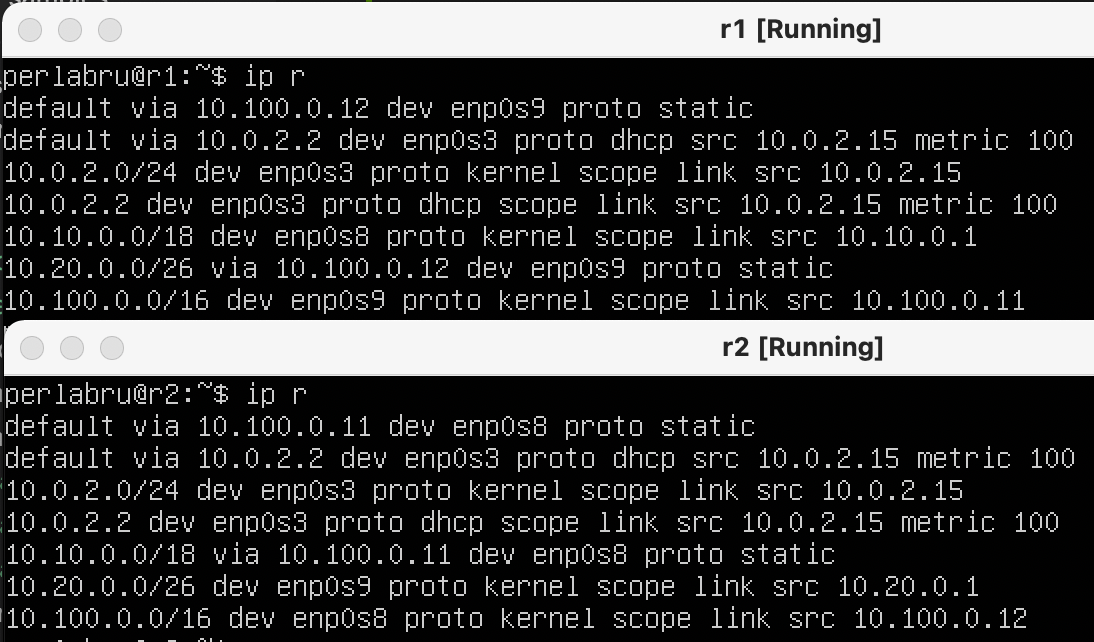 r1 [Running]
perlabru@r1:~$ ip r
default via 10.100.0.12 dev enp0s9 proto static
default via 10.0.2.2 dev enp0s3 proto dhcp src 10.0.2.15 metric 100
10.0.2.0/24 dev enp0s3 proto kernel scope link src 10.0.2.15
10.0.2.2 dev enp0s3 proto dhcp scope link src 10.0.2.15 metric 100
10.10.0.0/18 dev enp0s8 proto kernel scope link src 10.10.0.1
10.20.0.0/26 via 10.100.0.12 dev enp0s9 proto static
10.100.0.0/16 dev enp0s9 proto kernel scope link src 10.100.0.11
r2 [Running]
perlabru@r2:~$ ip r
default via 10.100.0.11 dev enp0s8 proto static
default via 10.0.2.2 dev enp0s3 proto dhcp src 10.0.2.15 metric 100
10.0.2.0/24 dev enp0s3 proto kernel scope link src 10.0.2.15
10.0.2.2 dev enp0s3 proto dhcp scope link src 10.0.2.15 metric 100
10.10.0.0/18 via 10.100.0.11 dev enp0s8 proto static
10.20.0.0/26 dev enp0s9 proto kernel scope link src 10.20.0.1
10.100.0.0/16 dev enp0s8 proto kernel scope link src 10.100.0.12